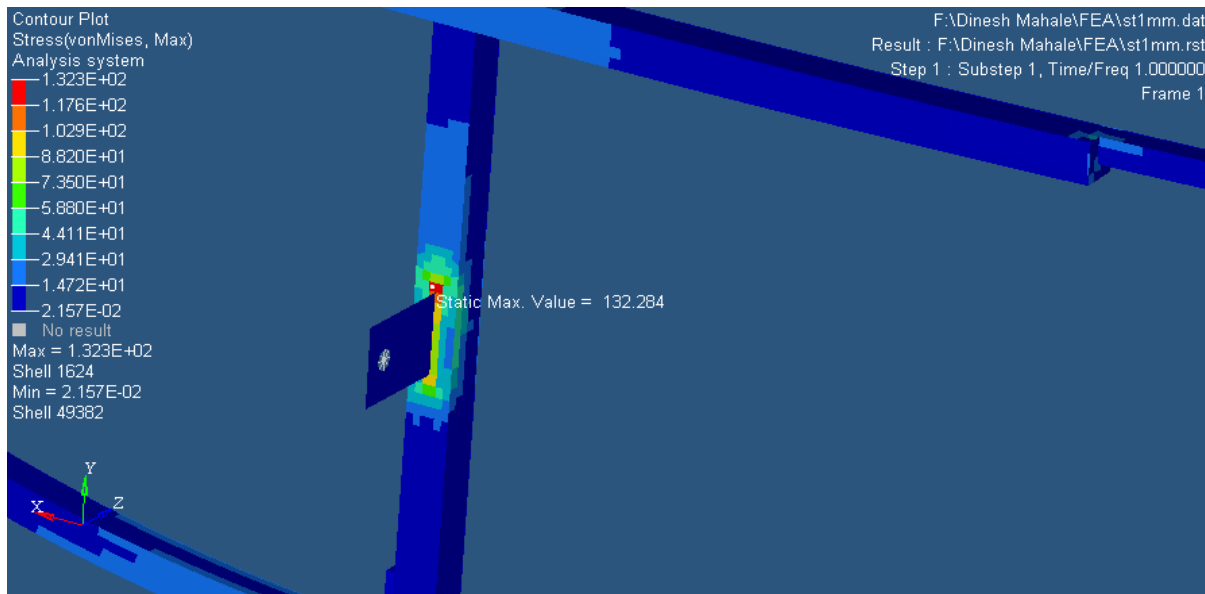 Contour Plot
Stress(vonMises, Max)
Analysis system
1.323E+02
1.176E+02
1.029E+02
8.820E+01
7.350E+01
5.880E+01
4.411E+01
2.941E+01
1.472E+01
2.157E-02
No result
Max = 1.323E+02
Shell 1624
Min = 2.157E-02
Shell 49382
F:\Dinesh Mahale\FEA\st1mm.dat
Result : F:\Dinesh Mahale\FEA\st1mm.rst
Step 1 : Substep 1, Time/Freq 1.000000
Frame 1
Static Max. Value = 132.284
Y
X
Z